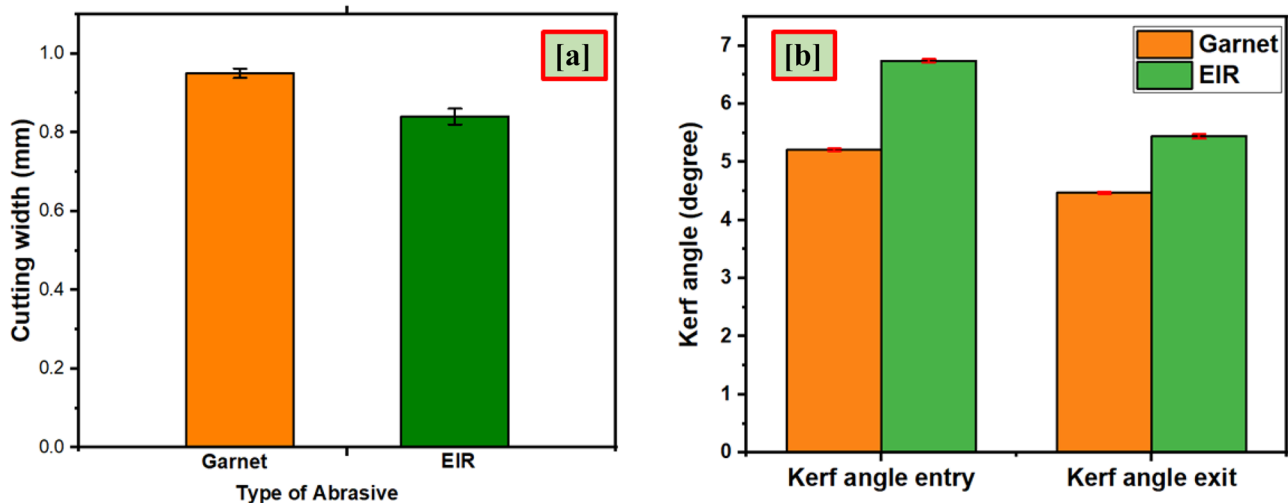 [a]
Cutting width (mm)
1.0
0.8
0.6
0.4
0.2
0.0
Garnet EIR
Type of Abrasive
[b]
Garnet
EIR
Kerf angle (degree)
7
6
5
4
3
2
1
0
Kerf angle entry Kerf angle exit